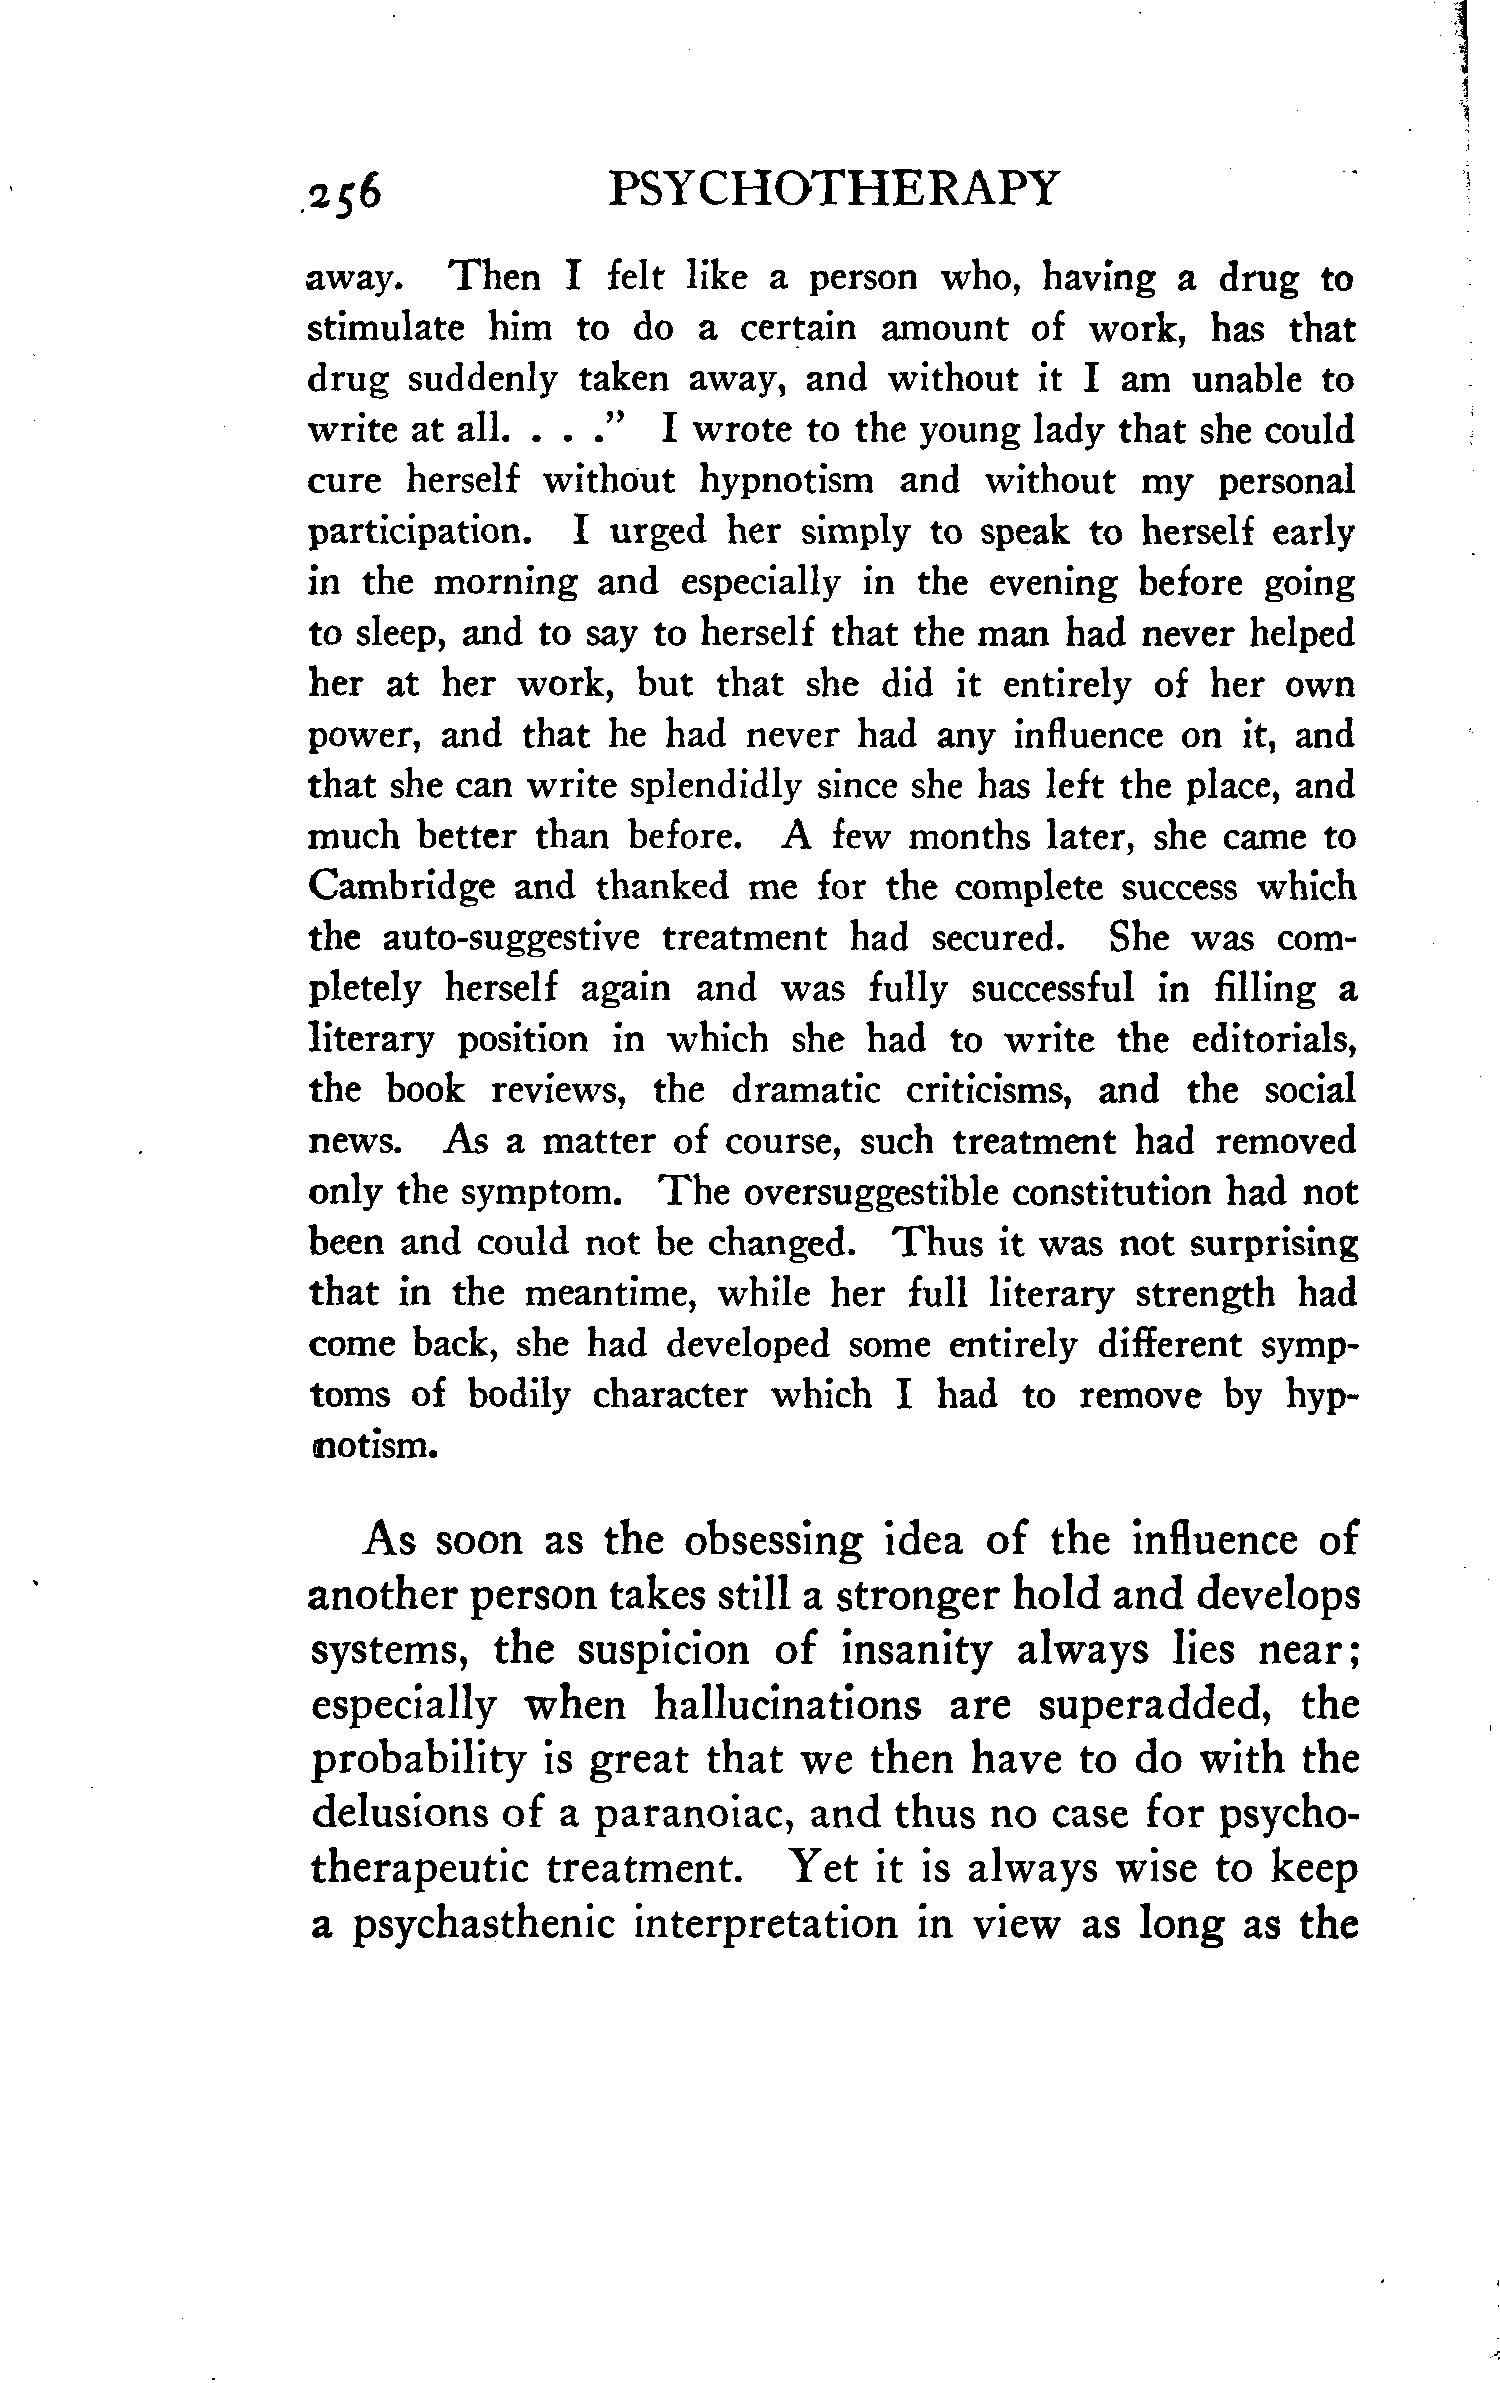 256 PSYCHOTHERAPY
away. Then I felt like a person who, having a drug to
stimulate him to do a certain amount of work, has that
drug suddenly taken away, and without it I am unable to
write at all. . . ." I wrote to the young lady that she could
cure herself without hypnotism and without my personal
participation. I urged her simply to speak to herself early
in the morning and especially in the evening before going
to sleep, and to say to herself that the man had never helped
her at her work, but that she did it entirely of her own
power, and that he had never had any influence on it, and
that she can write splendidly since she has left the place, and
much better than before. A few months later, she came to
Cambridge and thanked me for the complete success which
the auto-suggestive treatment had secured. She was com-
pletely herself again and was fully successful in filling a
literary position in which she had to write the editorials,
the book reviews, the dramatic criticisms, and the social
news. As a matter of course, such treatment had removed
only the symptom. The oversuggestible constitution had not
been and could not be changed. Thus it was not surprising
that in the meantime, while her full literary strength had
come back, she had developed some entirely different symp-
toms of bodily character which I had to remove by hyp-
notism.
As soon as the obsessing idea of the influence of
another person takes still a stronger hold and develops
systems, the suspicion of insanity always lies near;
especially when hallucinations are superadded, the
probability is great that we then have to do with the
delusions of a paranoiac, and thus no case for psycho-
therapeutic treatment. Yet it is always wise to keep
a psychasthenic interpretation in view as long as the